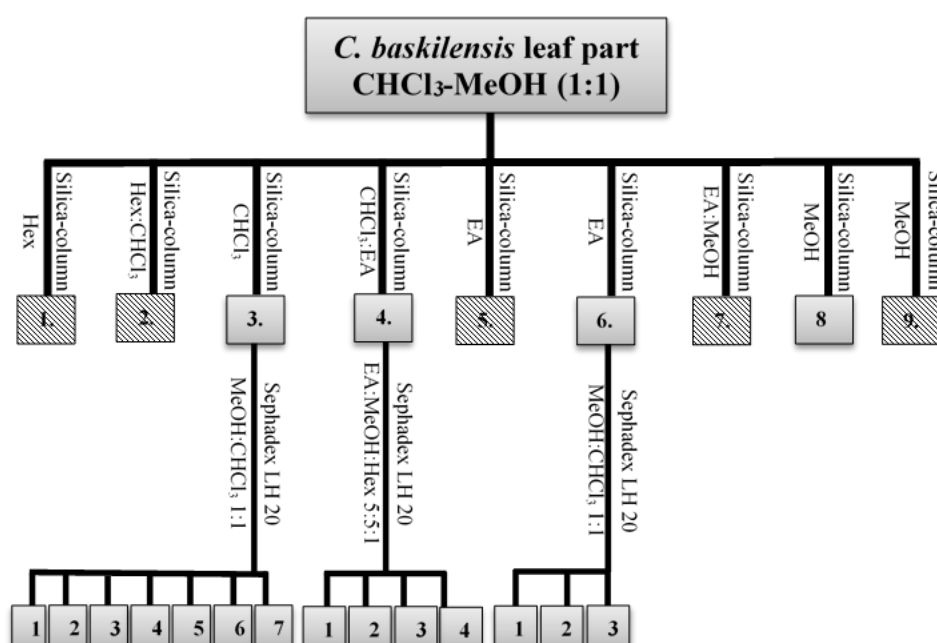 C. baskilensis leaf part
CHCl₃-MeOH (1:1)
Silica-column
Hex
Silica-column
Hex:CHCl₃
Silica-column
CHCl₃
Silica-column
CHCl₃:EA
Silica-column
EA
Silica-column
EA
Silica-column
EA:MeOH
Silica-column
MeOH
Silica-column
MeOH
1.
2.
3.
4.
5.
6.
7.
8
9.
Sephadex LH 20
MeOH:CHCl₃ 1:1
Sephadex LH 20
EA:MeOH:Hex 5:5:1
Sephadex LH 20
MeOH:CHCl₃ 1:1
1 2 3 4 5 6 7
1 2 3 4
1 2 3